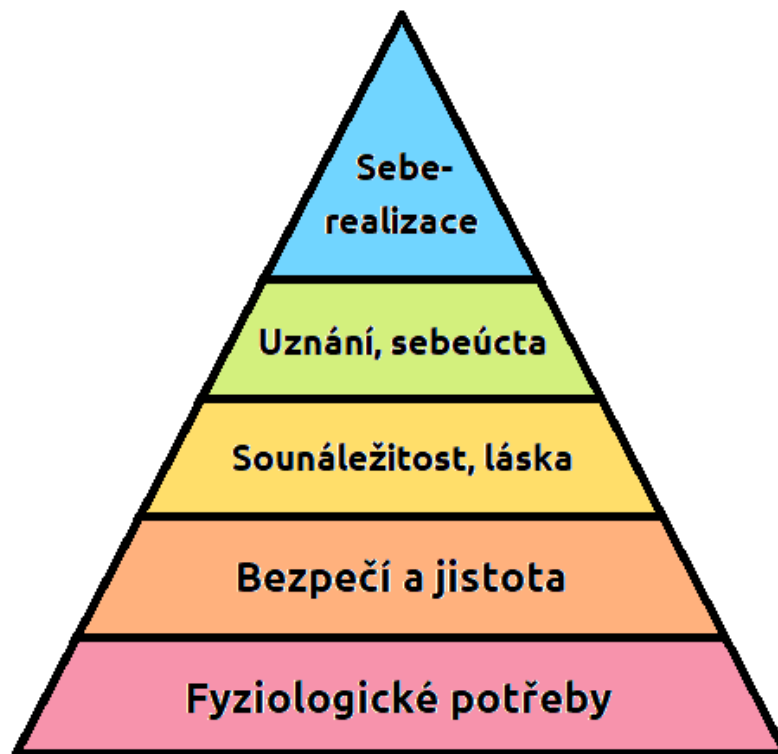 Sebe-
realizace
Uznání, sebeúcta
Sounáležitost, láska
Bezpečí a jistota
Fyziologické potřeby